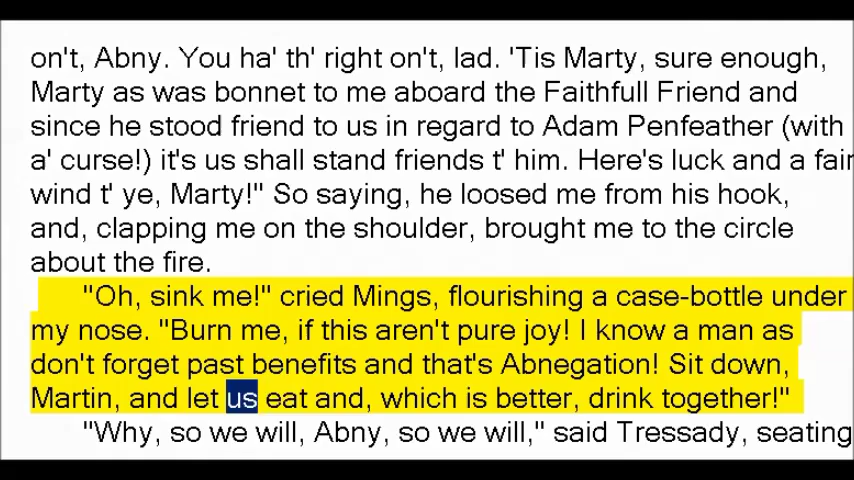 on't, Abny. You ha' th' right on't, lad. 'Tis Marty, sure enough,
Marty as was bonnet to me aboard the Faithfull Friend and
since he stood friend to us in regard to Adam Penfeather (with
a' curse!) it's us shall stand friends t' him. Here's luck and a fair
wind t' ye, Marty!" So saying, he loosed me from his hook,
and, clapping me on the shoulder, brought me to the circle
about the fire.
"Oh, sink me!" cried Mings, flourishing a case-bottle under
my nose. "Burn me, if this aren't pure joy! I know a man as
don't forget past benefits and that's Abnegation! Sit down,
Martin, and let us eat and, which is better, drink together!"
"Why, so we will, Abny, so we will," said Tressady, seating